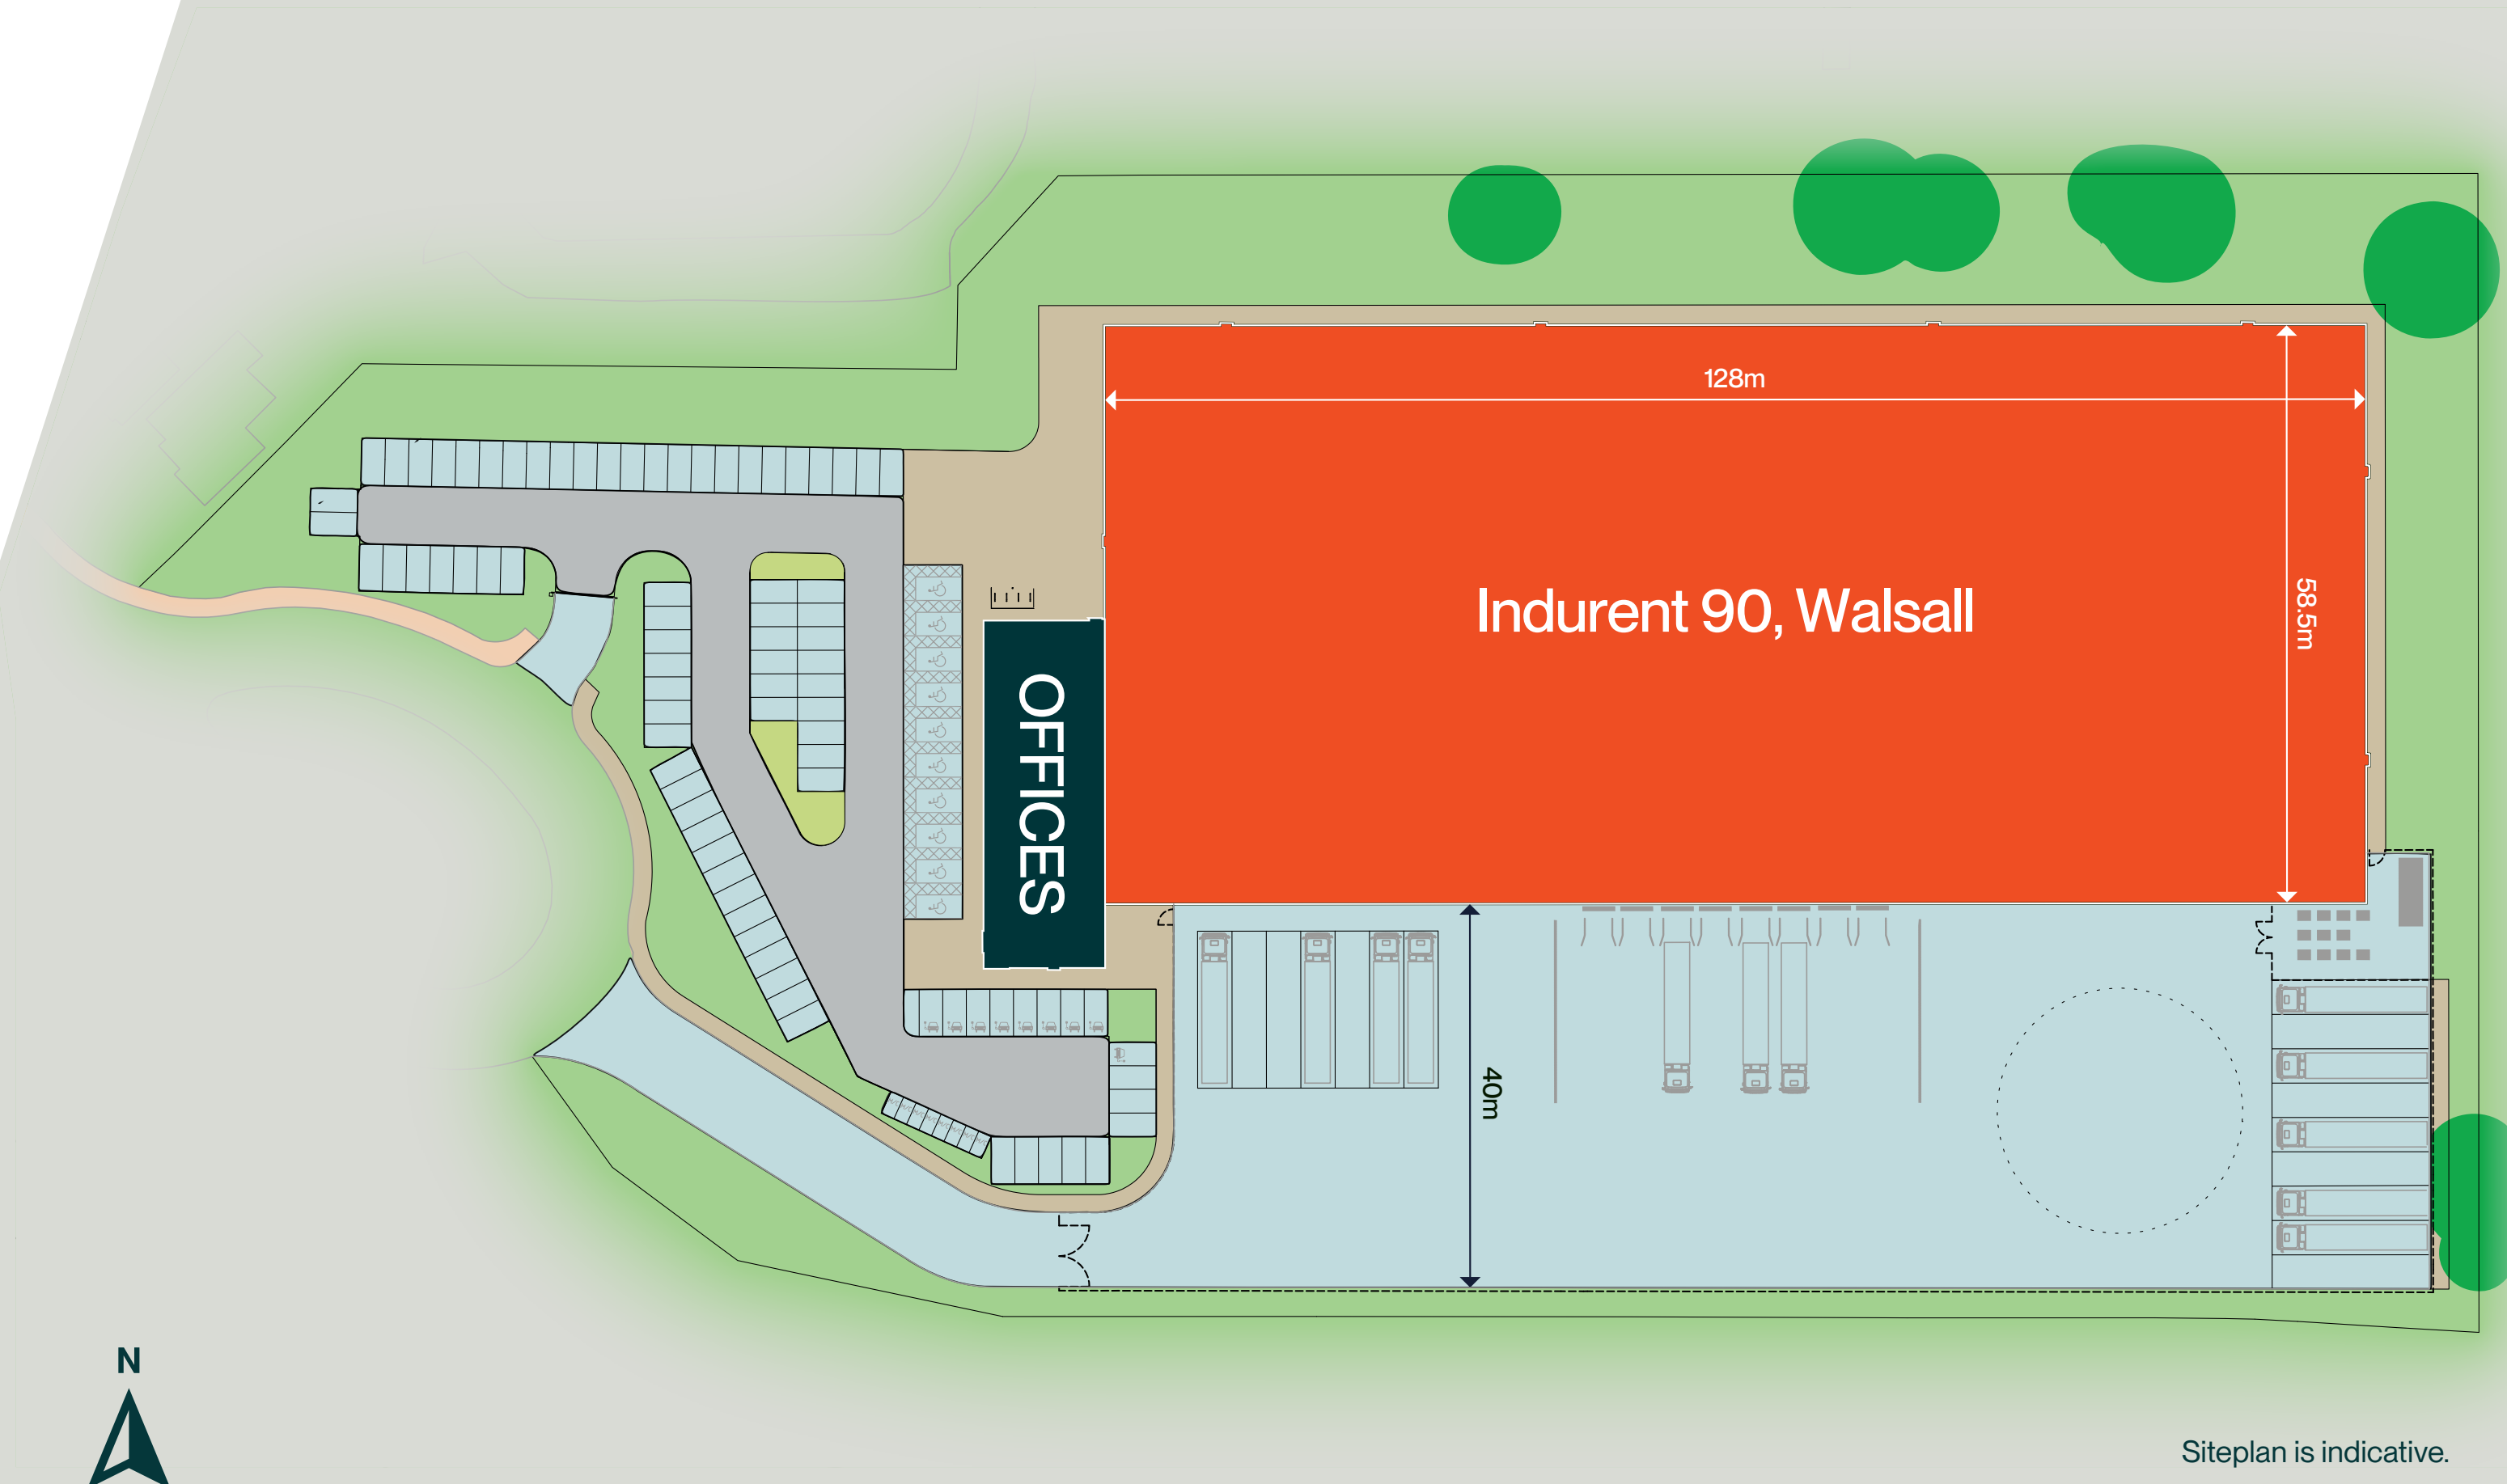 128m
Indurent 90, Walsall
58.5m
OFFICES
40m
N
Siteplan is indicative.